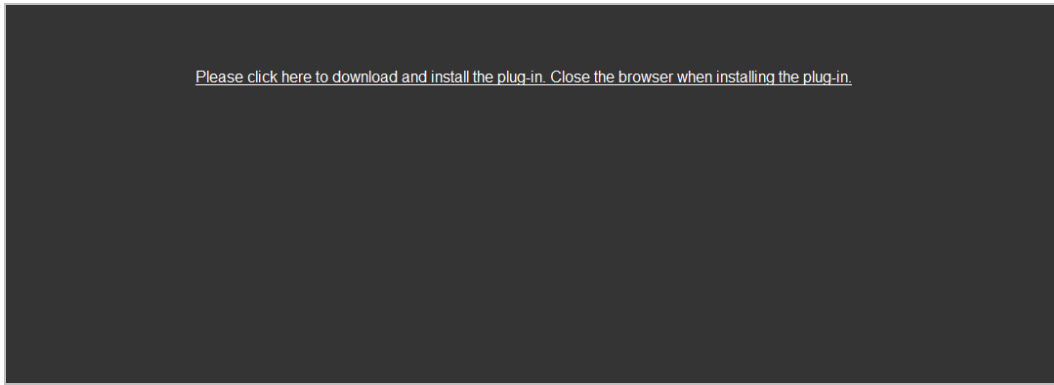 Please click here to download and install the plug-in. Close the browser when installing the plug-in.